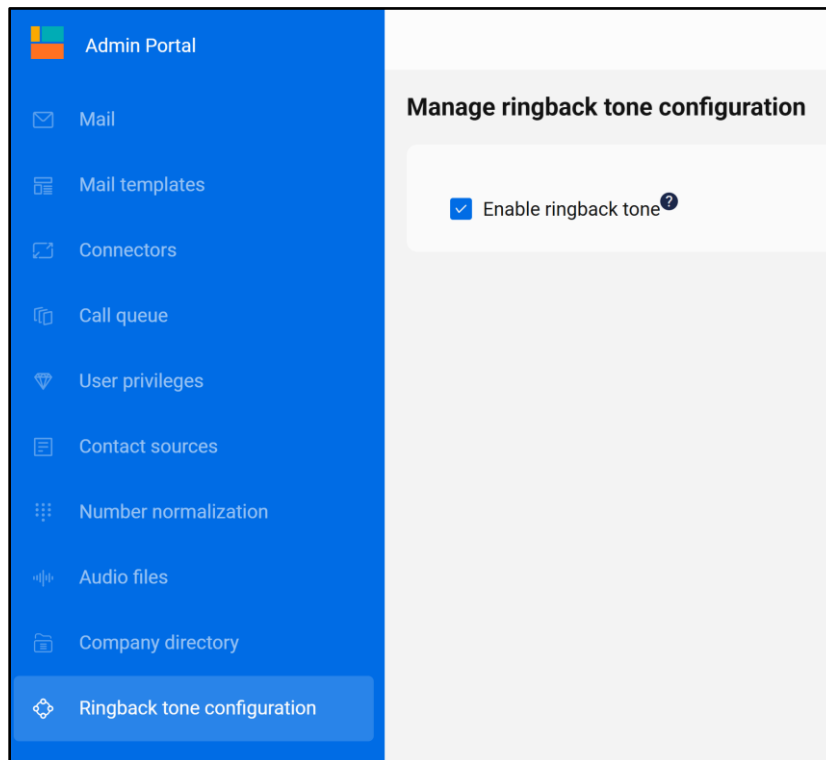 Admin Portal
Mail
Mail templates
Connectors
Call queue
User privileges
Contact sources
Number normalization
Audio files
Company directory
Ringback tone configuration
Manage ringback tone configuration
Enable ringback tone ?